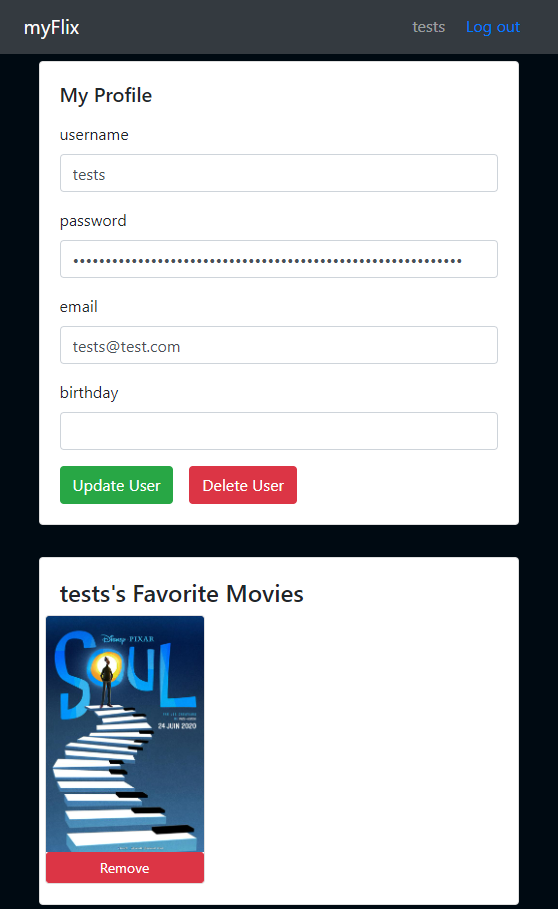 myFlix tests Log out
My Profile
username
tests
password
••••••••••••••••••••••••••••••••••••••••••••••••••••••••••••
email
tests@test.com
birthday
Update User Delete User
tests's Favorite Movies
Disney PIXAR
SOUL
24 JUIN 2020
Remove